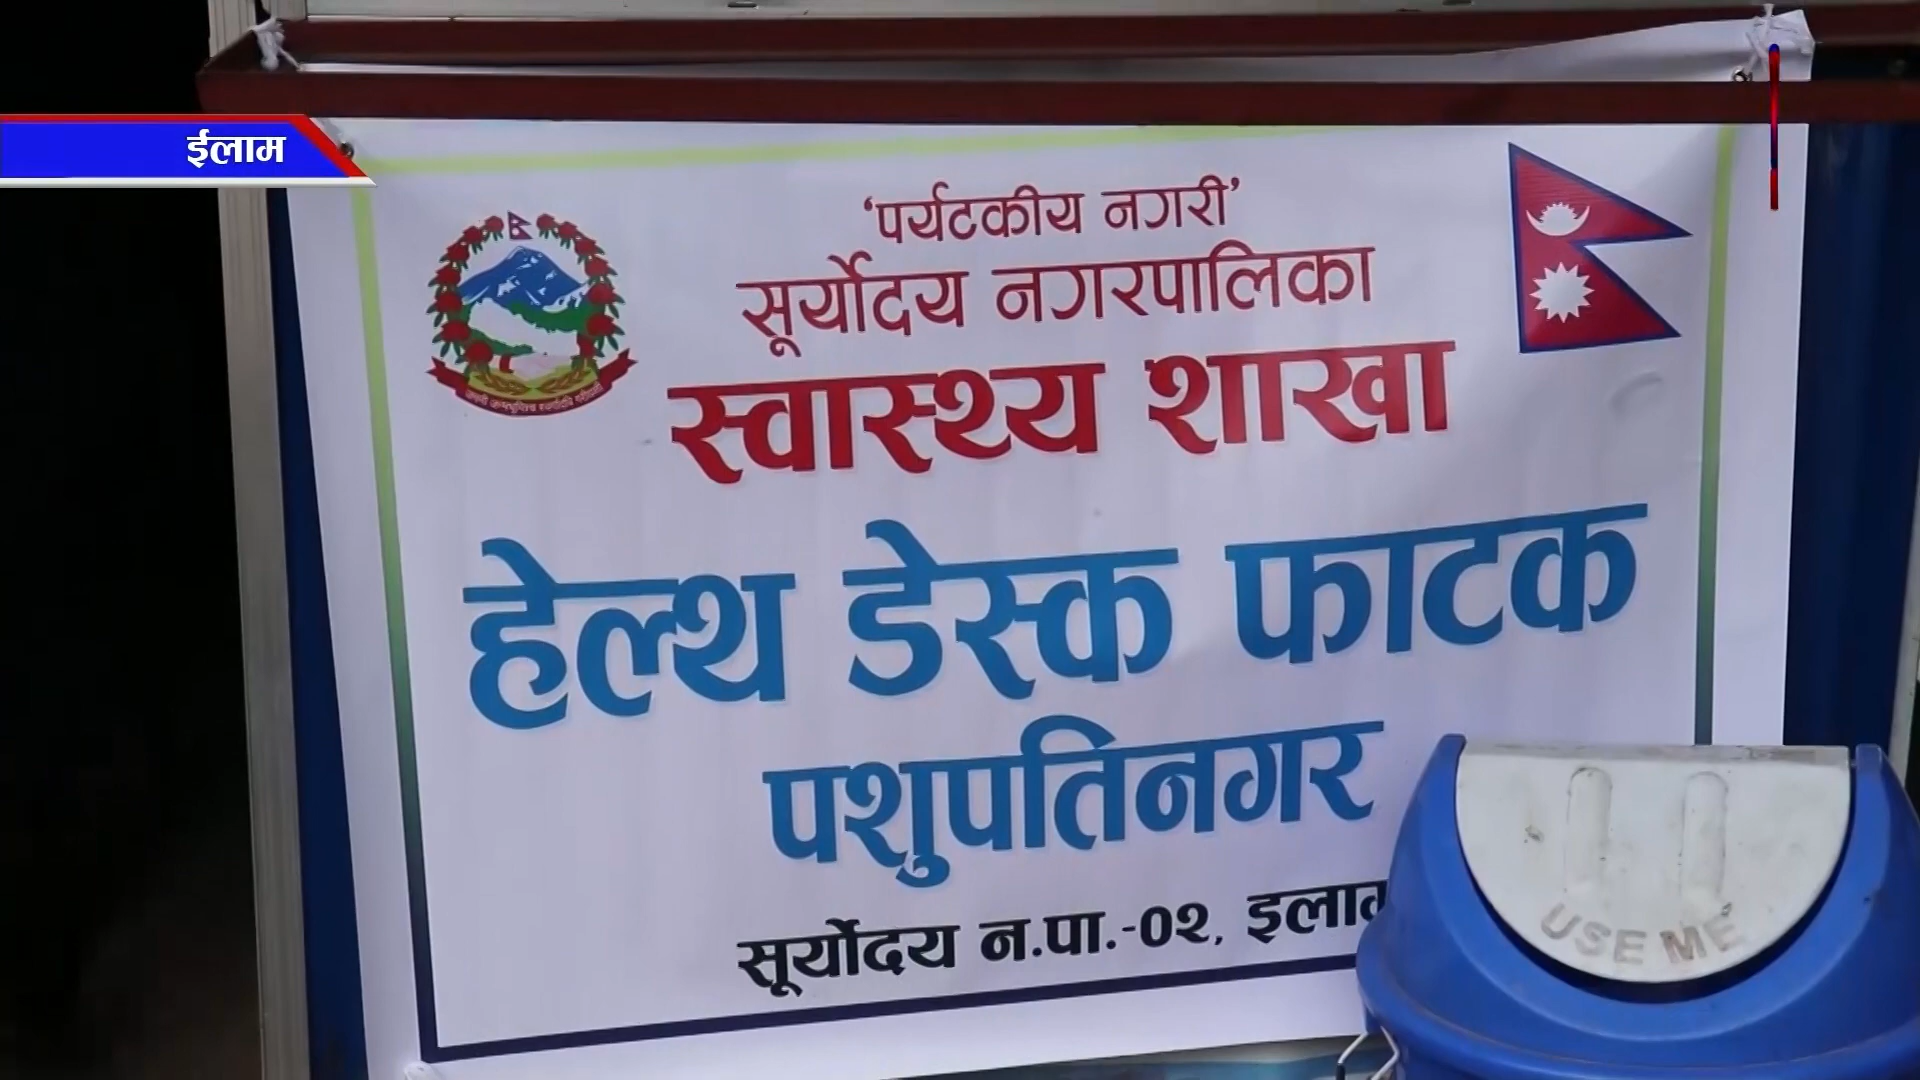 ईलाम
‘पर्यटकीय नगरी’
सूर्योदय नगरपालिका
स्वास्थ्य शाखा
हेल्थ डेस्क फाटक
पशुपतिनगर
सूर्योदय न.पा.-०२,
USE ME